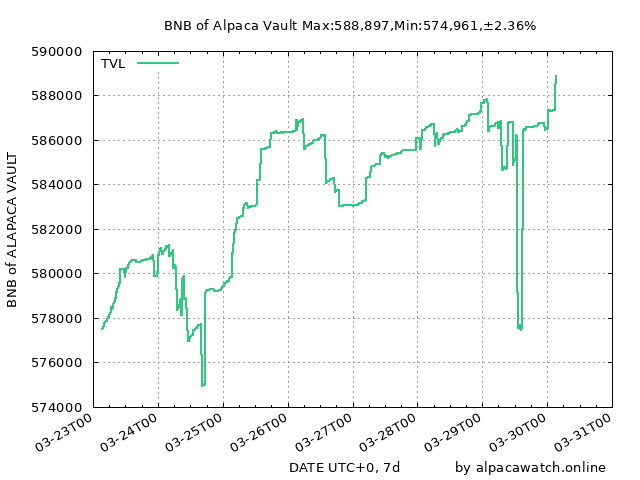 BNB of Alpaca Vault Max:588,897,Min:574,961,±2.36%
TVL
590000
588000
586000
584000
582000
580000
578000
576000
574000
BNB of ALAPACA VAULT
03-23T00
03-24T00
03-25T00
03-26T00
03-27T00
03-28T00
03-29T00
03-30T00
03-31T00
DATE UTC+0, 7d
by alpacawatch.online